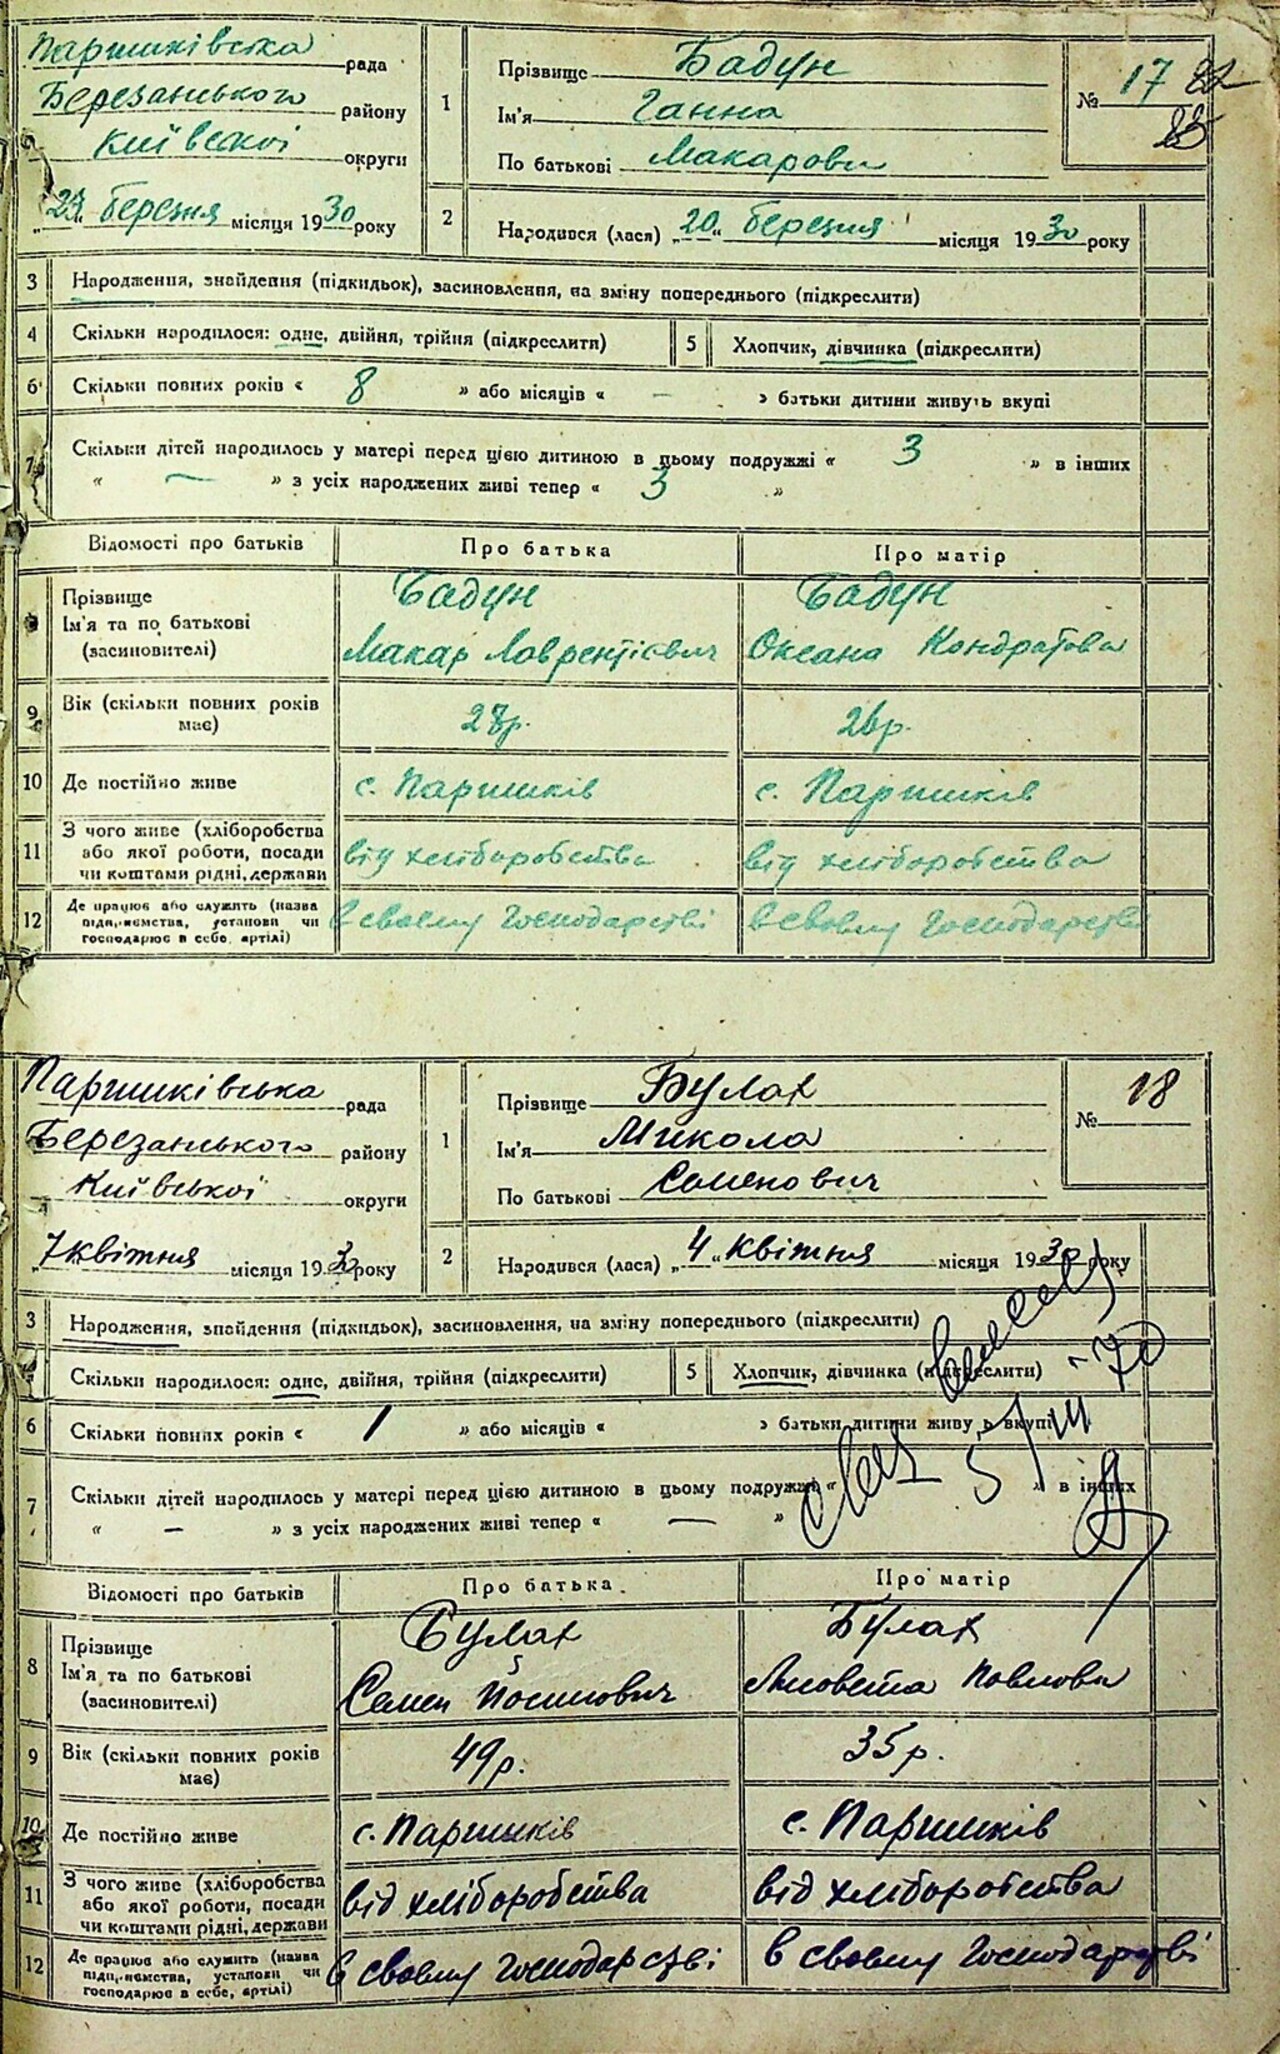 Паришківська рада
Березанського району
Київської округи
„23“ березня місяця 1930 року
1
Прізвище Бадун
Ім'я Ганна
По батькові Макарови
№ 17 22
2
Народився (лася) „20“ березня місяця 1930 року
3 Народження, знайдення (підкидьок), засиновлення, на зміну попереднього (підкреслити)
4 Скільки народилося: одне, двійня, трійня (підкреслити) 5 Хлопчик, дівчинка (підкреслити)
6 Скільки повних років « 8 » або місяців « — » батьки дитини живуть вкупі
7 Скільки дітей народилось у матері перед цією дитиною в цьому подружжі « 3 » в інших
« — » з усіх народжених живі тепер « 3 »
Відомості про батьків Про батька Про матір
Прізвище Бадун Бадун
Ім'я та по батькові Макар Лаврентієвич Оксана Кондратова
(засиновителі)
9 Вік (скільки повних років 28р. 26р.
має)
10 Де постійно живе с. Паришків с. Паришків
З чого живе (хліборобства
11 або якої роботи, посади від хліборобства від хліборобства
чи коштами рідні, держави
Де працює або служить (назва
12 підприємства, установи чи в своєму господарстві в своєму господарстві
господарює в себе, артілі)
Паришківська рада
Березанського району
Київської округи
„7“ квітня місяця 1930 року
1
Прізвище Булах
Ім'я Микола
По батькові Семенович
№ 18
2
Народився (лася) „4“ квітня місяця 1930 року
3 Народження, знайдення (підкидьок), засиновлення, на зміну попереднього (підкреслити)
Скільки народилося: одне, двійня, трійня (підкреслити) 5 Хлопчик, дівчинка (підкреслити)
6 Скільки повних років « 1 » або місяців « » батьки дитини живуть вкупі
7 Скільки дітей народилось у матері перед цією дитиною в цьому подружжі « » в інших
« — » з усіх народжених живі тепер « — »
5/III -70
Відомості про батьків Про батька Про матір
8 Прізвище Булах Булах
Ім'я та по батькові Семен Йосипович Лисовета Павлови
(засиновителі)
9 Вік (скільки повних років 49р. 35р.
має)
10 Де постійно живе с. Паришків с. Паришків
З чого живе (хліборобства
11 або якої роботи, посади від хліборобства від хліборобства
чи коштами рідні, держави
Де працює або служить (назва
12 підприємства, установи чи в своєму господарстві в своєму господарстві
господарює в себе, артілі)